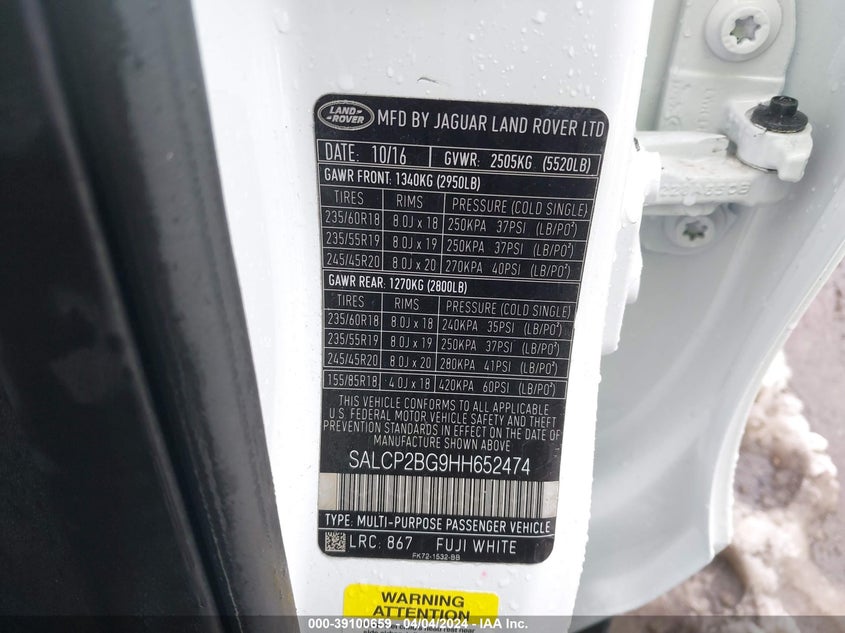 LAND
ROVER
MFD BY JAGUAR LAND ROVER LTD
DATE: 10/16 GVWR: 2505KG (5520LB)
GAWR FRONT: 1340KG (2950LB)
TIRES RIMS PRESSURE (COLD SINGLE)
235/60R18 8.0J x 18 250KPA 37PSI (LB/PO²)
235/55R19 8.0J x 19 250KPA 37PSI (LB/PO²)
245/45R20 8.0J x 20 270KPA 40PSI (LB/PO²)
GAWR REAR: 1270KG (2800LB)
TIRES RIMS PRESSURE (COLD SINGLE)
235/60R18 8.0J x 18 240KPA 35PSI (LB/PO²)
235/55R19 8.0J x 19 250KPA 37PSI (LB/PO²)
245/45R20 8.0J x 20 280KPA 41PSI (LB/PO²)
155/85R18 4.0J x 18 420KPA 60PSI (LB/PO²)
THIS VEHICLE CONFORMS TO ALL APPLICABLE
U.S. FEDERAL MOTOR VEHICLE SAFETY AND THEFT
PREVENTION STANDARDS IN EFFECT ON THE DATE OF
MANUFACTURE SHOWN ABOVE
SALCP2BG9HH652474
TYPE: MULTI-PURPOSE PASSENGER VEHICLE
LRC: 867 FUJI WHITE
FK72-1532-BB
WARNING
ATTENTION
000-39100659 - 04/04/2024 - IAAI.com